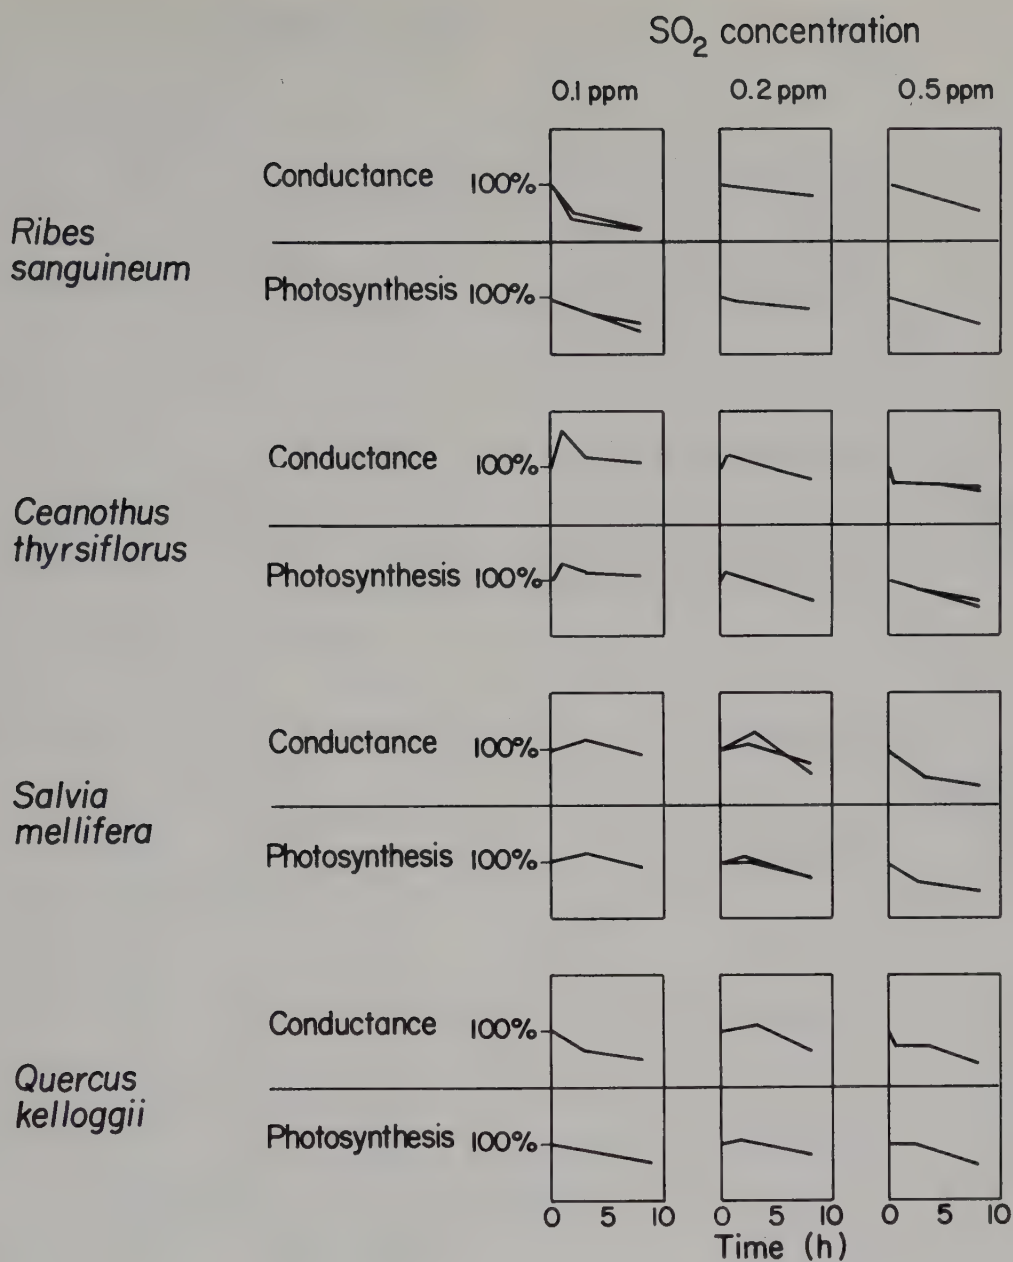 SO₂ concentration
0.1 ppm 0.2 ppm 0.5 ppm
Ribes
sanguineum
Conductance 100%
Photosynthesis 100%
Ceanothus
thyrsiflorus
Conductance 100%
Photosynthesis 100%
Salvia
mellifera
Conductance 100%
Photosynthesis 100%
Quercus
kelloggii
Conductance 100%
Photosynthesis 100%
0 5 10 0 5 10 0 5 10
Time (h)